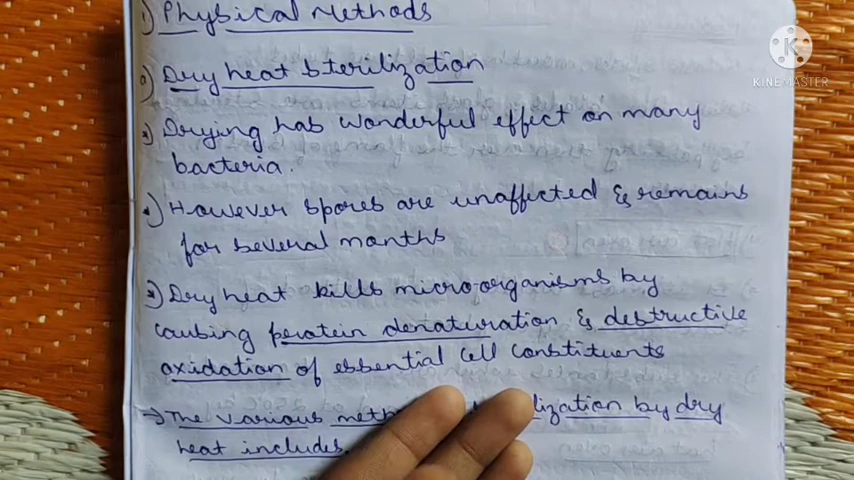 1) Physical Methods
KINEMASTER
Dry heat sterilization
Drying has wonderful effect on many
bacteria.
However spores are unaffected & remains
for several months
Dry heat kills micro-organisms by
causing protein denaturation & destructive
oxidation of essential cell constituents
→ The various by dry
heat includes.